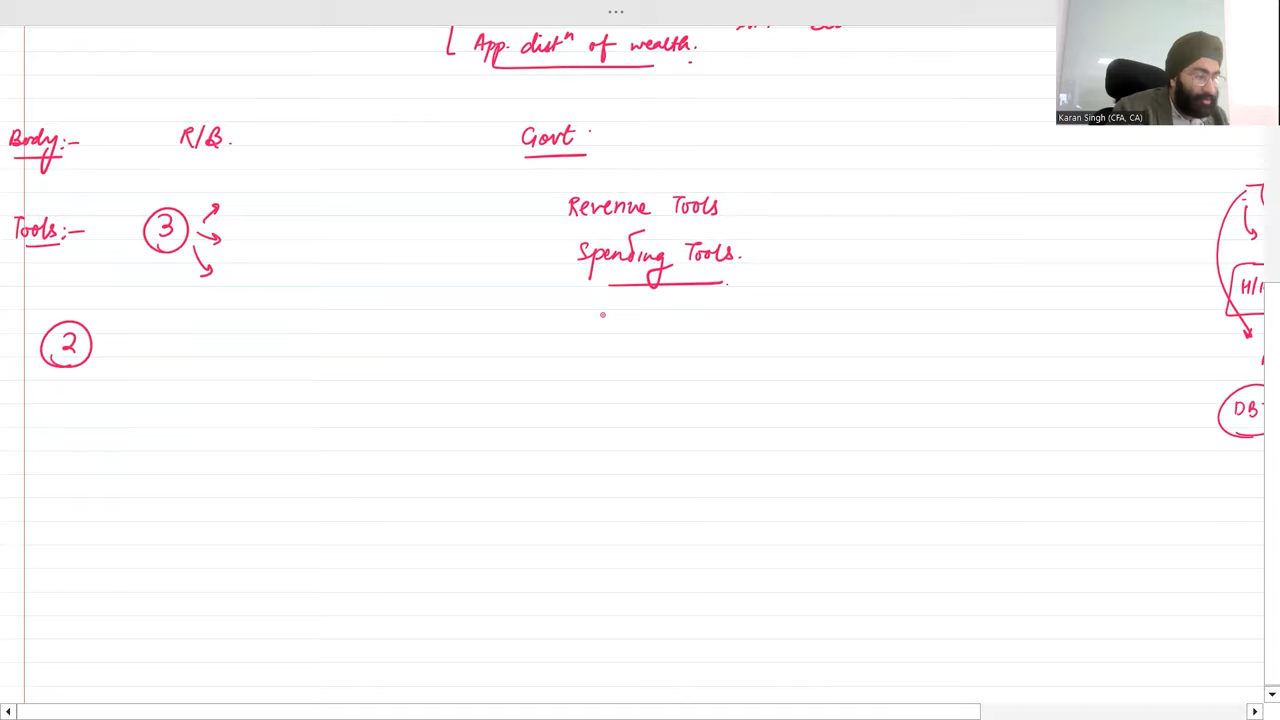 App. distⁿ of wealth.
Body:- R/B. Govt.
Tools:- 3 Revenue Tools
Spending Tools.
2
H/
DB
Karan Singh (CFA, CA)